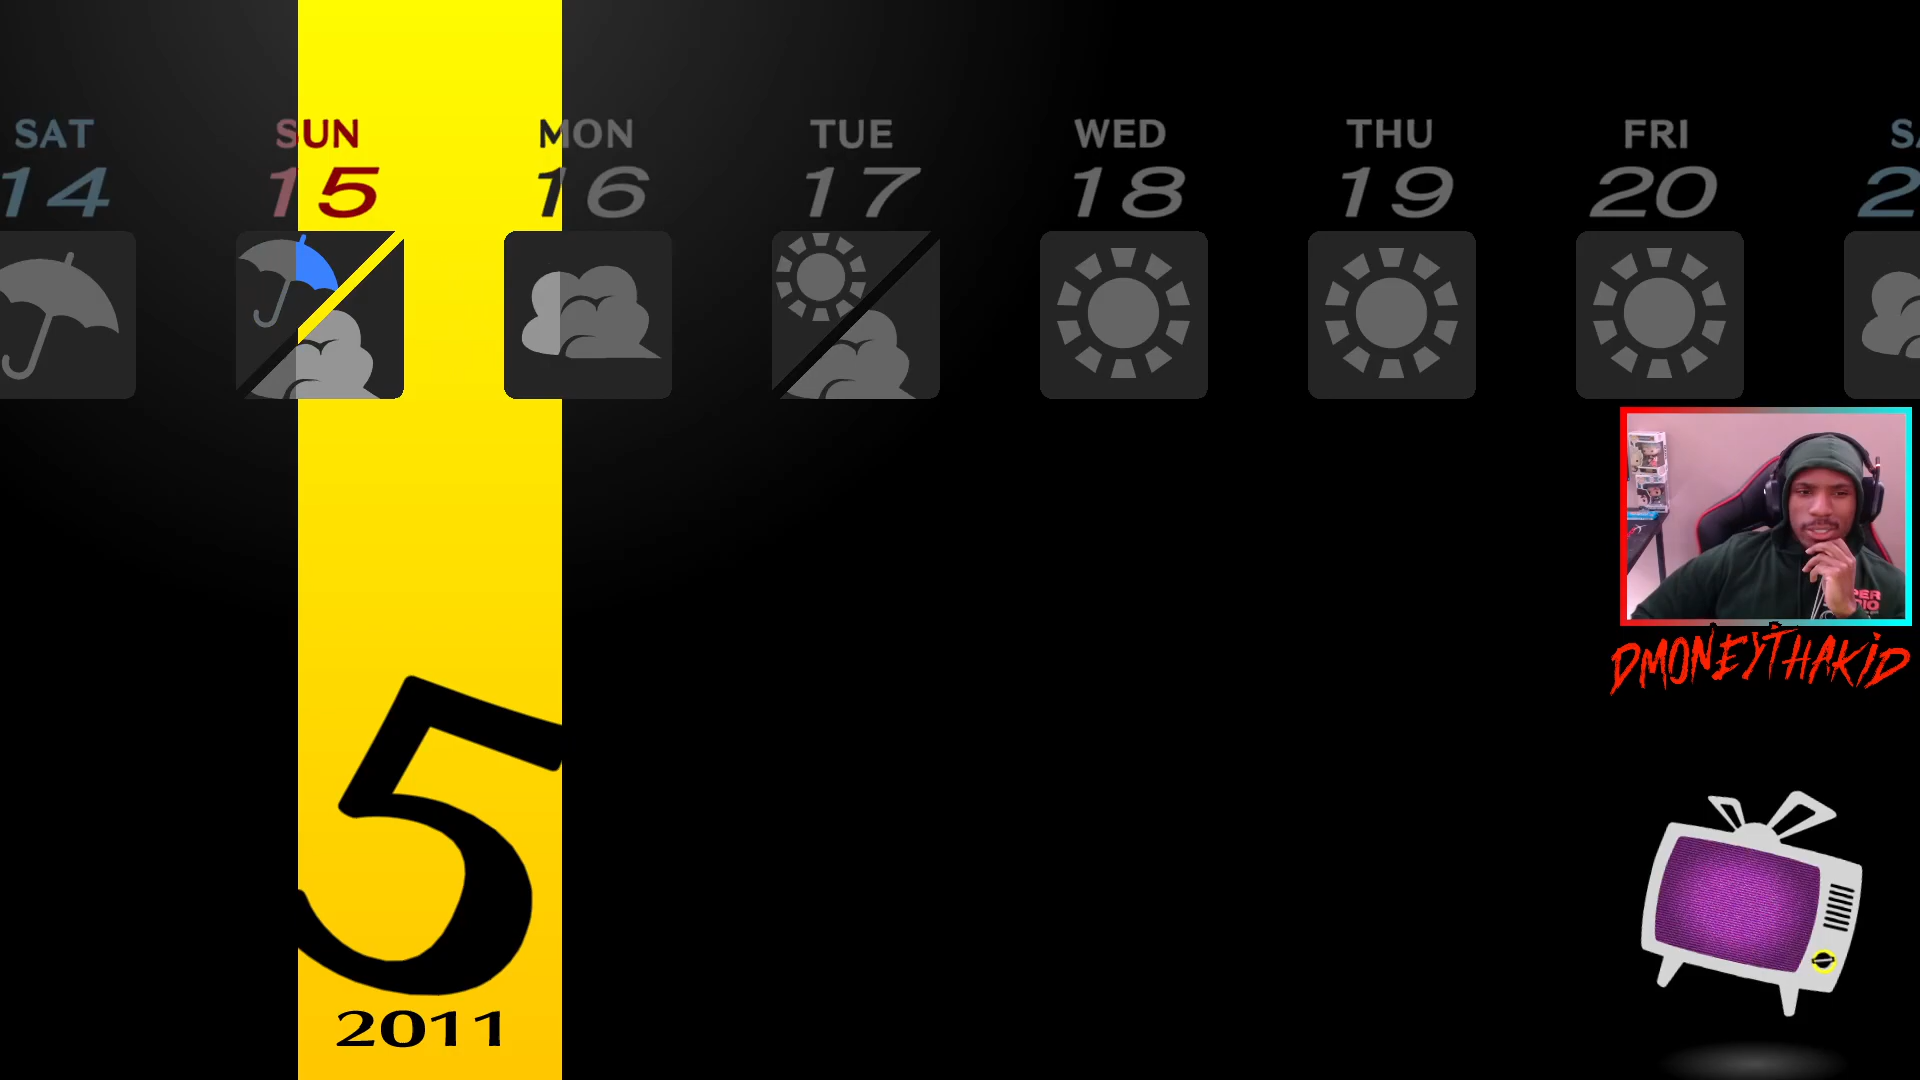 SAT SUN MON TUE WED THU FRI
14 15 16 17 18 19 20
DMONEYTHAKID
5
2011